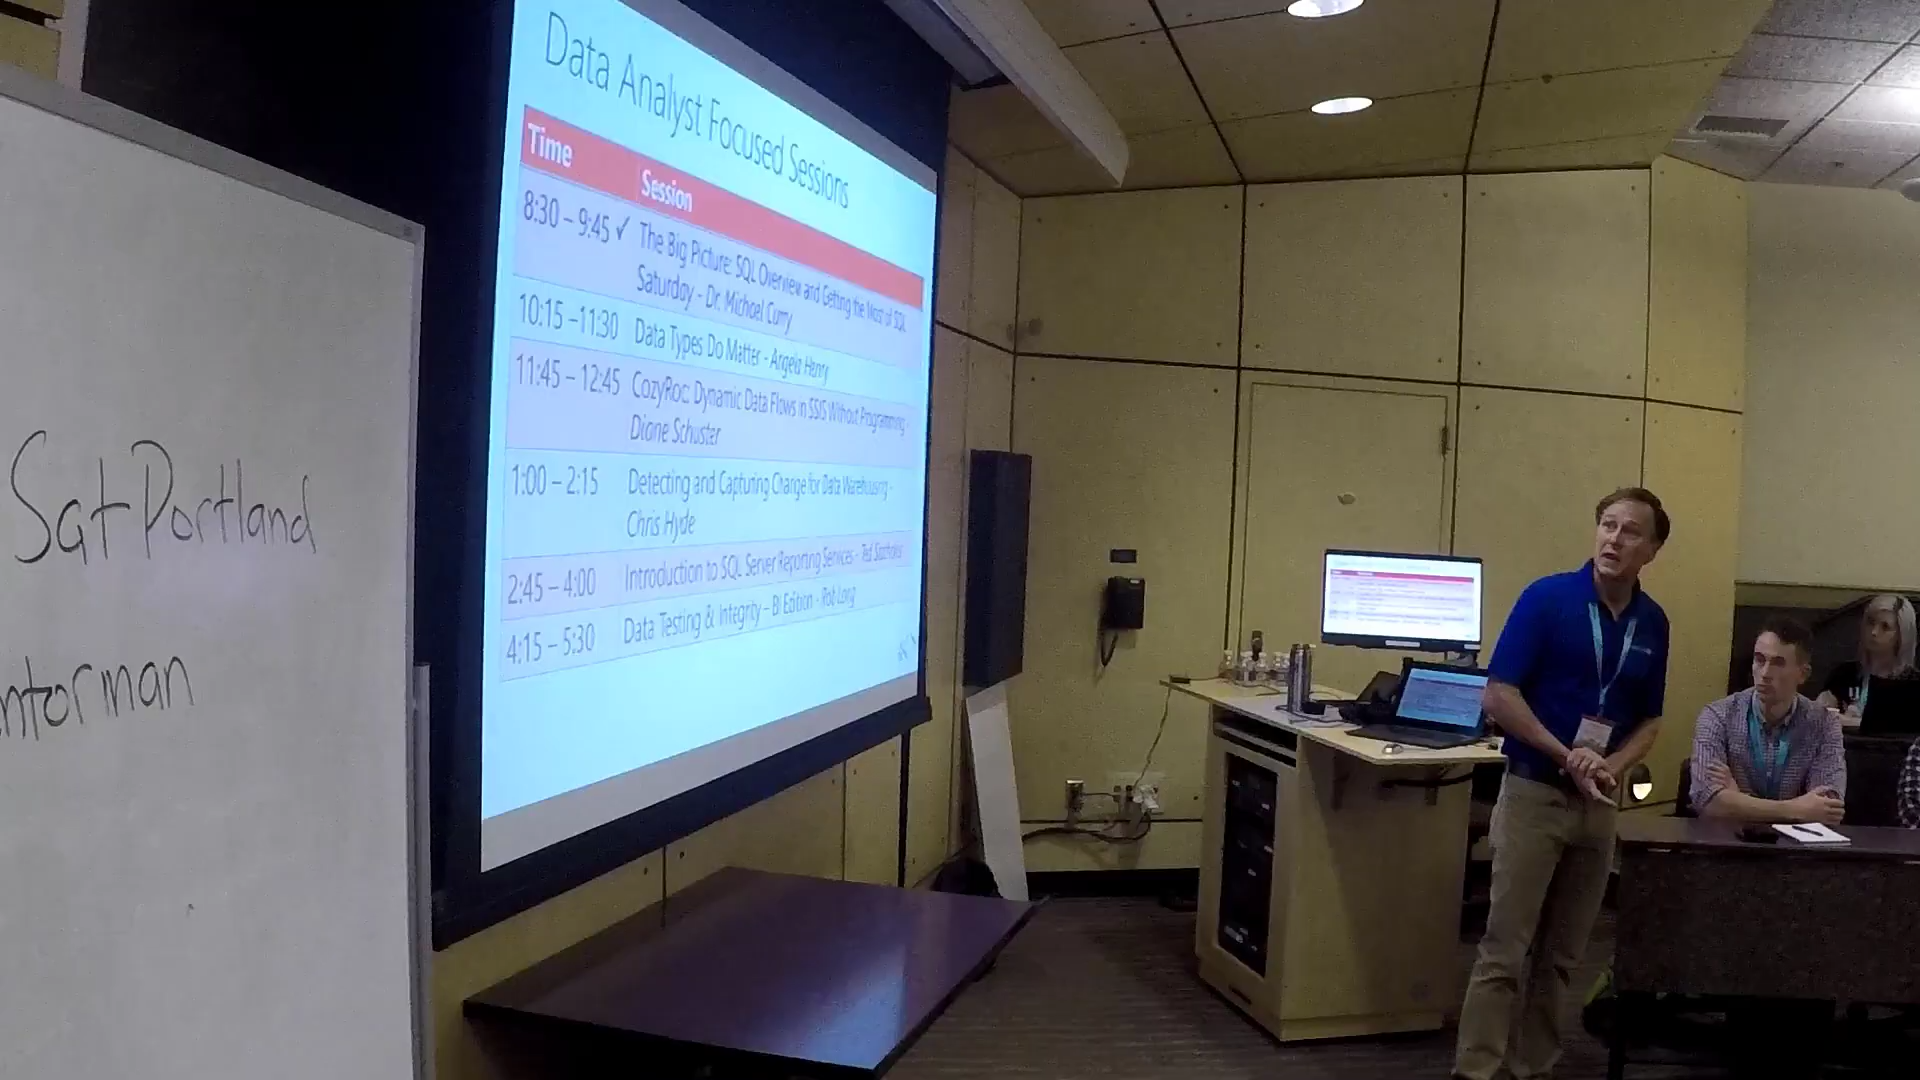 Data Analyst Focused Sessions
Time Session
8:30 – 9:45 ✓ The Big Picture: SQL Overview and Getting the Most of SQL
Saturday - Dr. Michael Curry
10:15 –11:30 Data Types Do Matter - Angela Henry
11:45 – 12:45 CozyRoc: Dynamic Data Flows in SSIS Without Programming -
Diane Schuster
1:00 – 2:15 Detecting and Capturing Change for Data Warehousing -
Chris Hyde
2:45 – 4:00 Introduction to SQL Server Reporting Services - Ted
4:15 – 5:30 Data Testing & Integrity – BI Edition - Rob Long
SatPortland
ntorman